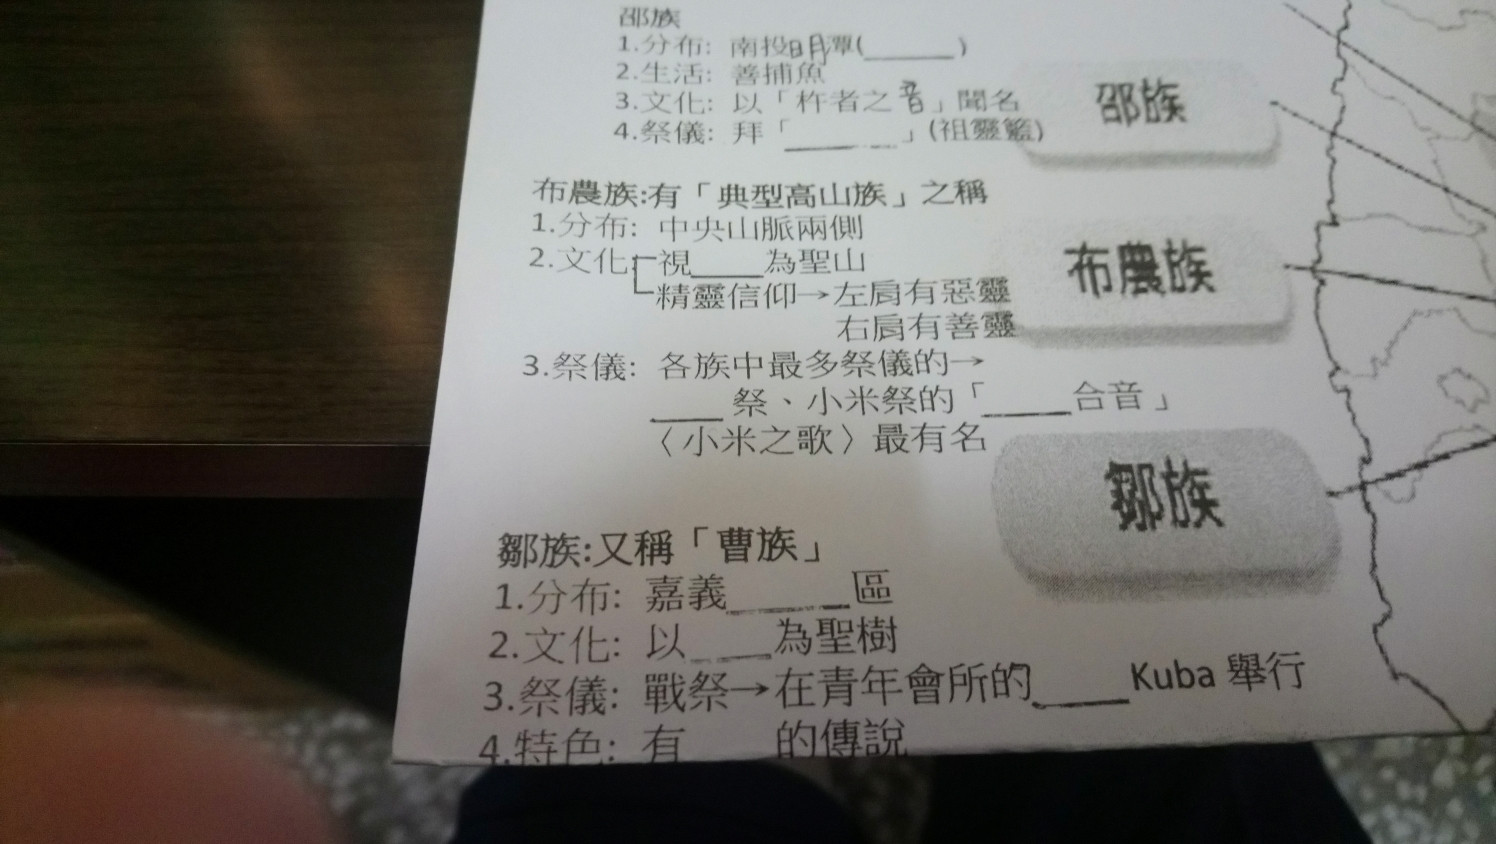 邵族
1.分布: 南投明潭(______)
2.生活: 善捕魚
3.文化: 以「杵者之音」聞名
4.祭儀: 拜「______」(祖靈籃)
邵族
布農族:有「典型高山族」之稱
1.分布: 中央山脈兩側
2.文化 視____為聖山
精靈信仰→左肩有惡靈
右肩有善靈
布農族
3.祭儀: 各族中最多祭儀的→
____祭、小米祭的「____合音」
〈小米之歌〉最有名
鄒族
鄒族:又稱「曹族」
1.分布: 嘉義______區
2.文化: 以____為聖樹
3.祭儀: 戰祭→在青年會所的____Kuba 舉行
4.特色: 有 的傳說